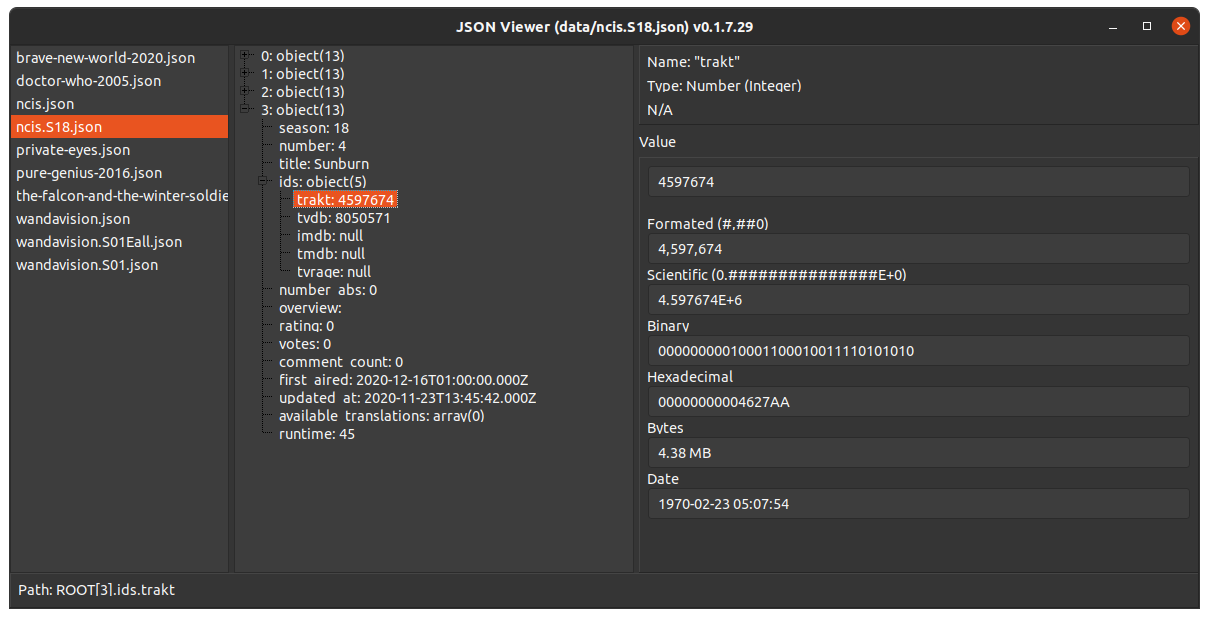 JSON Viewer (data/ncis.S18.json) v0.1.7.29
brave-new-world-2020.json
doctor-who-2005.json
ncis.json
ncis.S18.json
private-eyes.json
pure-genius-2016.json
the-falcon-and-the-winter-soldie
wandavision.json
wandavision.S01Eall.json
wandavision.S01.json
0: object(13)
1: object(13)
2: object(13)
3: object(13)
season: 18
number: 4
title: Sunburn
ids: object(5)
trakt: 4597674
tvdb: 8050571
imdb: null
tmdb: null
tvrage: null
number_abs: 0
overview:
rating: 0
votes: 0
comment_count: 0
first_aired: 2020-12-16T01:00:00.000Z
updated_at: 2020-11-23T13:45:42.000Z
available_translations: array(0)
runtime: 45
Name: "trakt"
Type: Number (Integer)
N/A
Value
4597674
Formated (#,##0)
4,597,674
Scientific (0.###############E+0)
4.597674E+6
Binary
00000000010001100010011110101010
Hexadecimal
00000000004627AA
Bytes
4.38 MB
Date
1970-02-23 05:07:54
Path: ROOT[3].ids.trakt